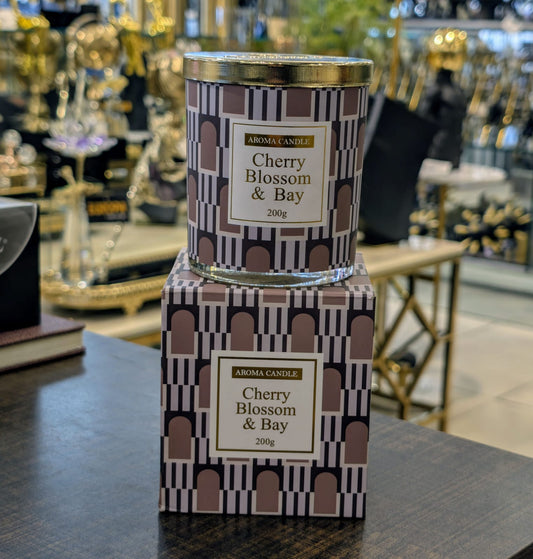 AROMA CANDLE
Cherry
Blossom
& Bay
200g
AROMA CANDLE
Cherry
Blossom
& Bay
200g